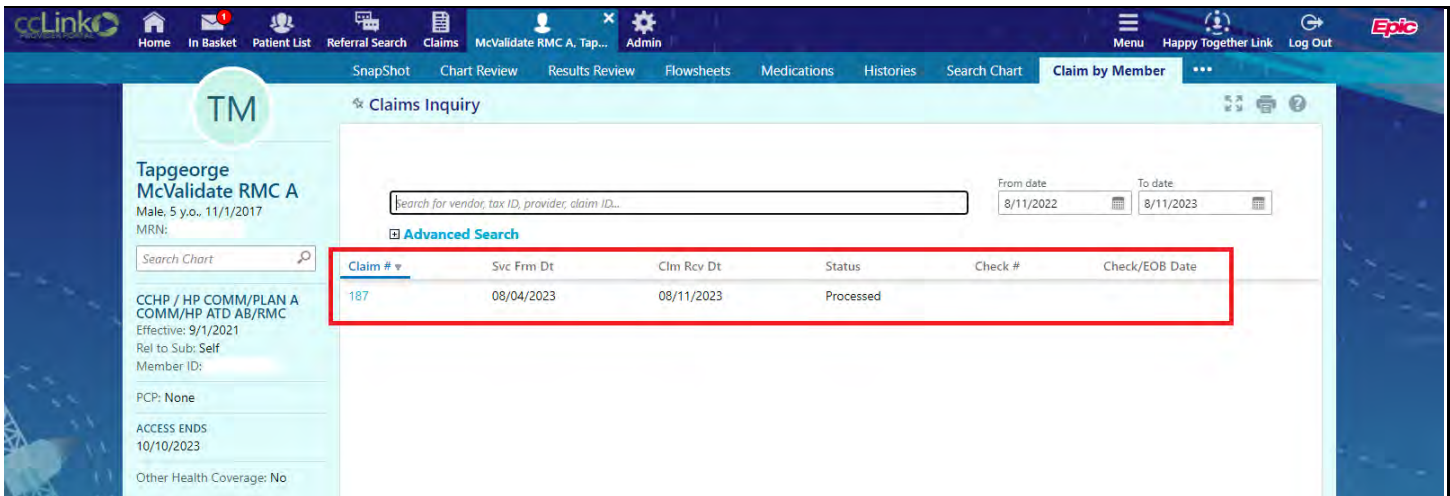 ccLink
PROVIDER PORTAL
Home
In Basket
1
Patient List
Referral Search
Claims
McValidate RMC A, Tap...
Admin
Menu
Happy Together Link
Log Out
Epic
SnapShot
Chart Review
Results Review
Flowsheets
Medications
Histories
Search Chart
Claim by Member
TM
Tapgeorge
McValidate RMC A
Male, 5 y.o., 11/1/2017
MRN:
Search Chart
CCHP / HP COMM/PLAN A
COMM/HP ATD AB/RMC
Effective: 9/1/2021
Rel to Sub: Self
Member ID:
PCP: None
ACCESS ENDS
10/10/2023
Other Health Coverage: No
Claims Inquiry
Search for vendor, tax ID, provider, claim ID...
From date
8/11/2022
To date
8/11/2023
Advanced Search
Claim # Svc Frm Dt Clm Rcv Dt Status Check # Check/EOB Date
187 08/04/2023 08/11/2023 Processed